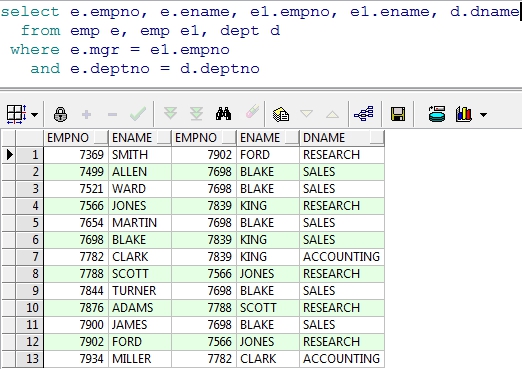 select e.empno, e.ename, e1.empno, e1.ename, d.dname
from emp e, emp e1, dept d
where e.mgr = e1.empno
and e.deptno = d.deptno
EMPNO ENAME EMPNO ENAME DNAME
1 7369 SMITH 7902 FORD RESEARCH
2 7499 ALLEN 7698 BLAKE SALES
3 7521 WARD 7698 BLAKE SALES
4 7566 JONES 7839 KING RESEARCH
5 7654 MARTIN 7698 BLAKE SALES
6 7698 BLAKE 7839 KING SALES
7 7782 CLARK 7839 KING ACCOUNTING
8 7788 SCOTT 7566 JONES RESEARCH
9 7844 TURNER 7698 BLAKE SALES
10 7876 ADAMS 7788 SCOTT RESEARCH
11 7900 JAMES 7698 BLAKE SALES
12 7902 FORD 7566 JONES RESEARCH
13 7934 MILLER 7782 CLARK ACCOUNTING